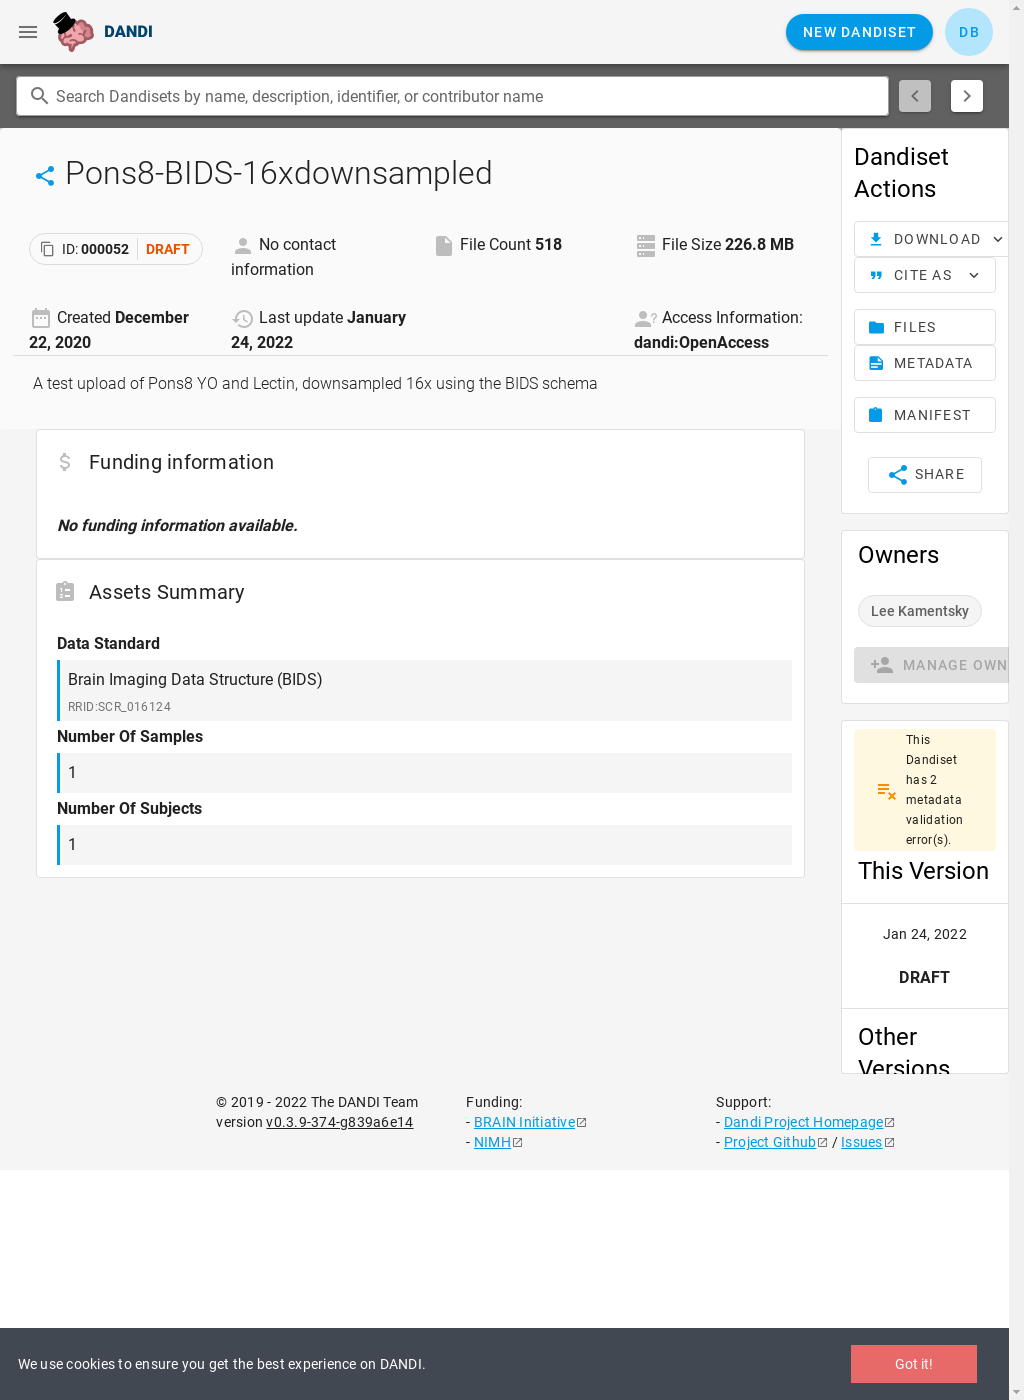 DANDI
NEW DANDISET
DB
Search Dandisets by name, description, identifier, or contributor name
Pons8-BIDS-16xdownsampled
ID: 000052 DRAFT
No contact
information
File Count 518
File Size 226.8 MB
Created December
22, 2020
Last update January
24, 2022
Access Information:
dandi:OpenAccess
A test upload of Pons8 YO and Lectin, downsampled 16x using the BIDS schema
Funding information
No funding information available.
Assets Summary
Data Standard
Brain Imaging Data Structure (BIDS)
RRID:SCR_016124
Number Of Samples
1
Number Of Subjects
1
Dandiset
Actions
DOWNLOAD
CITE AS
FILES
METADATA
MANIFEST
SHARE
Owners
Lee Kamentsky
MANAGE OWN
This
Dandiset
has 2
metadata
validation
error(s).
This Version
Jan 24, 2022
DRAFT
Other
Versions
© 2019 - 2022 The DANDI Team
version v0.3.9-374-g839a6e14
Funding:
- BRAIN Initiative
- NIMH
Support:
- Dandi Project Homepage
- Project Github / Issues
We use cookies to ensure you get the best experience on DANDI.
Got it!